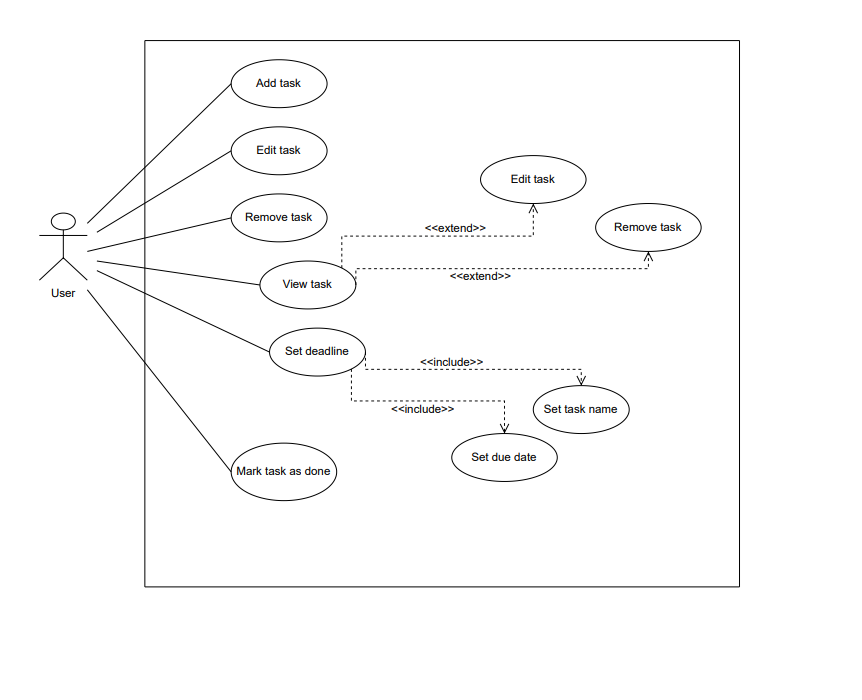 Add task
Edit task
Edit task
Remove task
Remove task
<<extend>>
<<extend>>
View task
User
Set deadline
<<include>>
<<include>>
Set task name
Set due date
Mark task as done